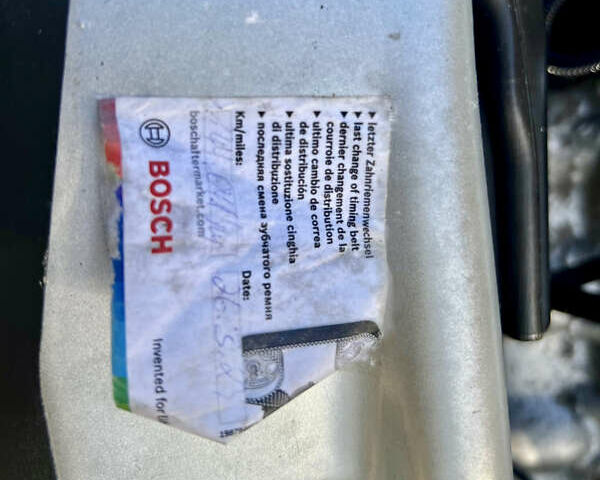 ▸ letzter Zahnriemenwechsel
▸ last change of timing belt
▸ dernier changement de la
courroie de distribution
▸ ultimo cambio de correa
de distribución
▸ ultima sostituzione cinghia
di distribuzione
▸ последняя смена зубчатого ремня
Km/miles: Date:
boschaftermarket.com
BOSCH
Invented for